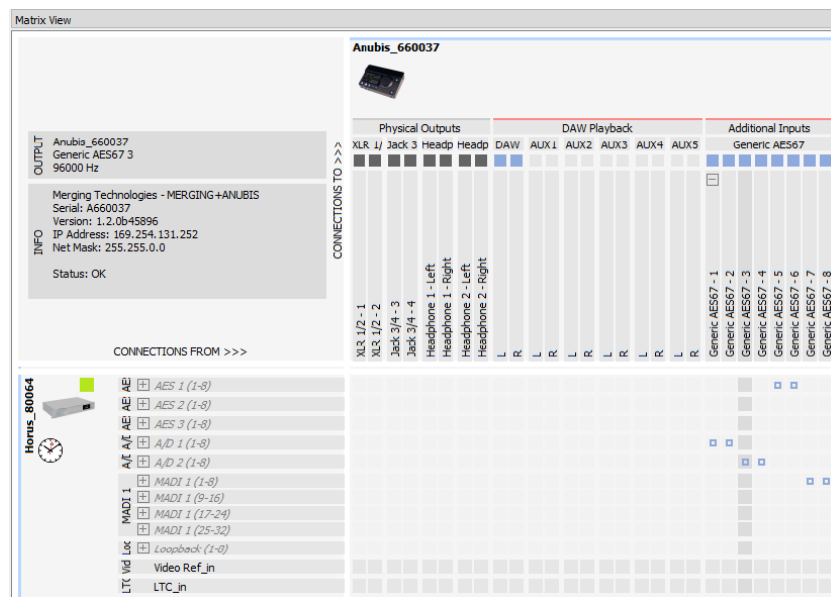 Matrix View
Anubis_660037
Physical Outputs
DAW Playback
Additional Inputs
XLR 1/
Jack 3
Headp
Headp
DAW
AUX1
AUX2
AUX3
AUX4
AUX5
Generic AES67
OUTPUT
Anubis_660037
Generic AES67 3
96000 Hz
INFO
Merging Technologies - MERGING+ANUBIS
Serial: A660037
Version: 1.2.0b45896
IP Address: 169.254.131.252
Net Mask: 255.255.0.0
Status: OK
CONNECTIONS TO >>>
CONNECTIONS FROM >>>
XLR 1/2 - 1
XLR 1/2 - 2
Jack 3/4 - 3
Jack 3/4 - 4
Headphone 1 - Left
Headphone 1 - Right
Headphone 2 - Left
Headphone 2 - Right
L
R
L
R
L
R
L
R
L
R
L
R
Generic AES67 - 1
Generic AES67 - 2
Generic AES67 - 3
Generic AES67 - 4
Generic AES67 - 5
Generic AES67 - 6
Generic AES67 - 7
Generic AES67 - 8
Horus_80064
AE
AES 1 (1-8)
AE
AES 2 (1-8)
AE
AES 3 (1-8)
A/D
A/D 1 (1-8)
A/D
A/D 2 (1-8)
MADI 1
MADI 1 (1-8)
MADI 1 (9-16)
MADI 1 (17-24)
MADI 1 (25-32)
Loc
Loopback (1-0)
Vid
Video Ref_in
LTC
LTC_in